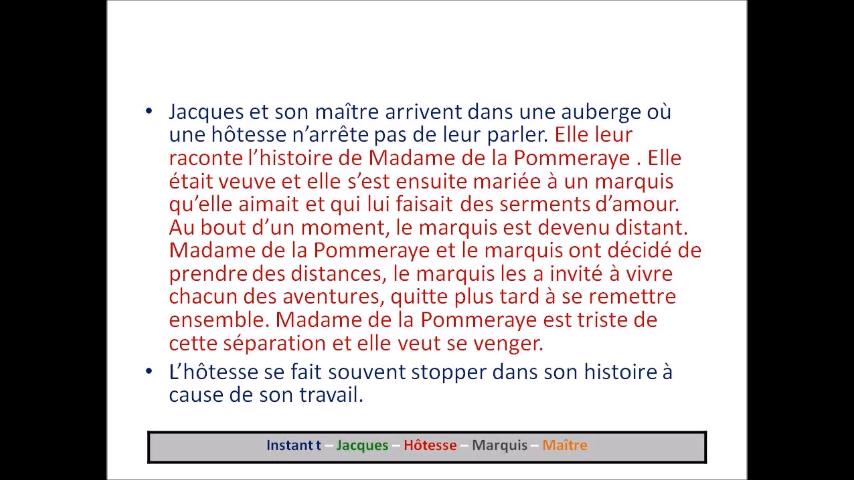 • Jacques et son maître arrivent dans une auberge où
une hôtesse n'arrête pas de leur parler. Elle leur
raconte l'histoire de Madame de la Pommeraye . Elle
était veuve et elle s'est ensuite mariée à un marquis
qu'elle aimait et qui lui faisait des serments d'amour.
Au bout d'un moment, le marquis est devenu distant.
Madame de la Pommeraye et le marquis ont décidé de
prendre des distances, le marquis les a invité à vivre
chacun des aventures, quitte plus tard à se remettre
ensemble. Madame de la Pommeraye est triste de
cette séparation et elle veut se venger.
• L'hôtesse se fait souvent stopper dans son histoire à
cause de son travail.
Instant t – Jacques – Hôtesse – Marquis – Maître